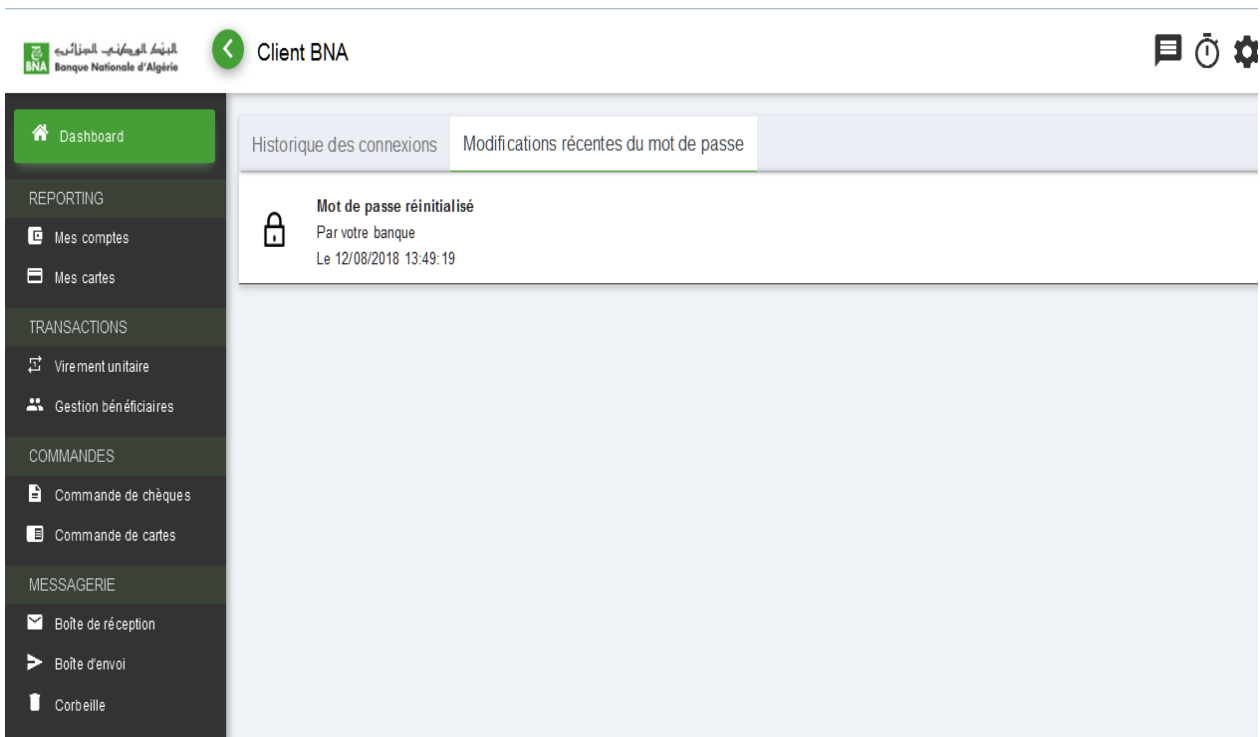 البنك الوطني الجزائري
BNA Banque Nationale d'Algérie
Client BNA
Dashboard
REPORTING
Mes comptes
Mes cartes
TRANSACTIONS
Virement unitaire
Gestion bénéficiaires
COMMANDES
Commande de chèques
Commande de cartes
MESSAGERIE
Boîte de réception
Boîte d'envoi
Corbeille
Historique des connexions
Modifications récentes du mot de passe
Mot de passe réinitialisé
Par votre banque
Le 12/08/2018 13:49:19